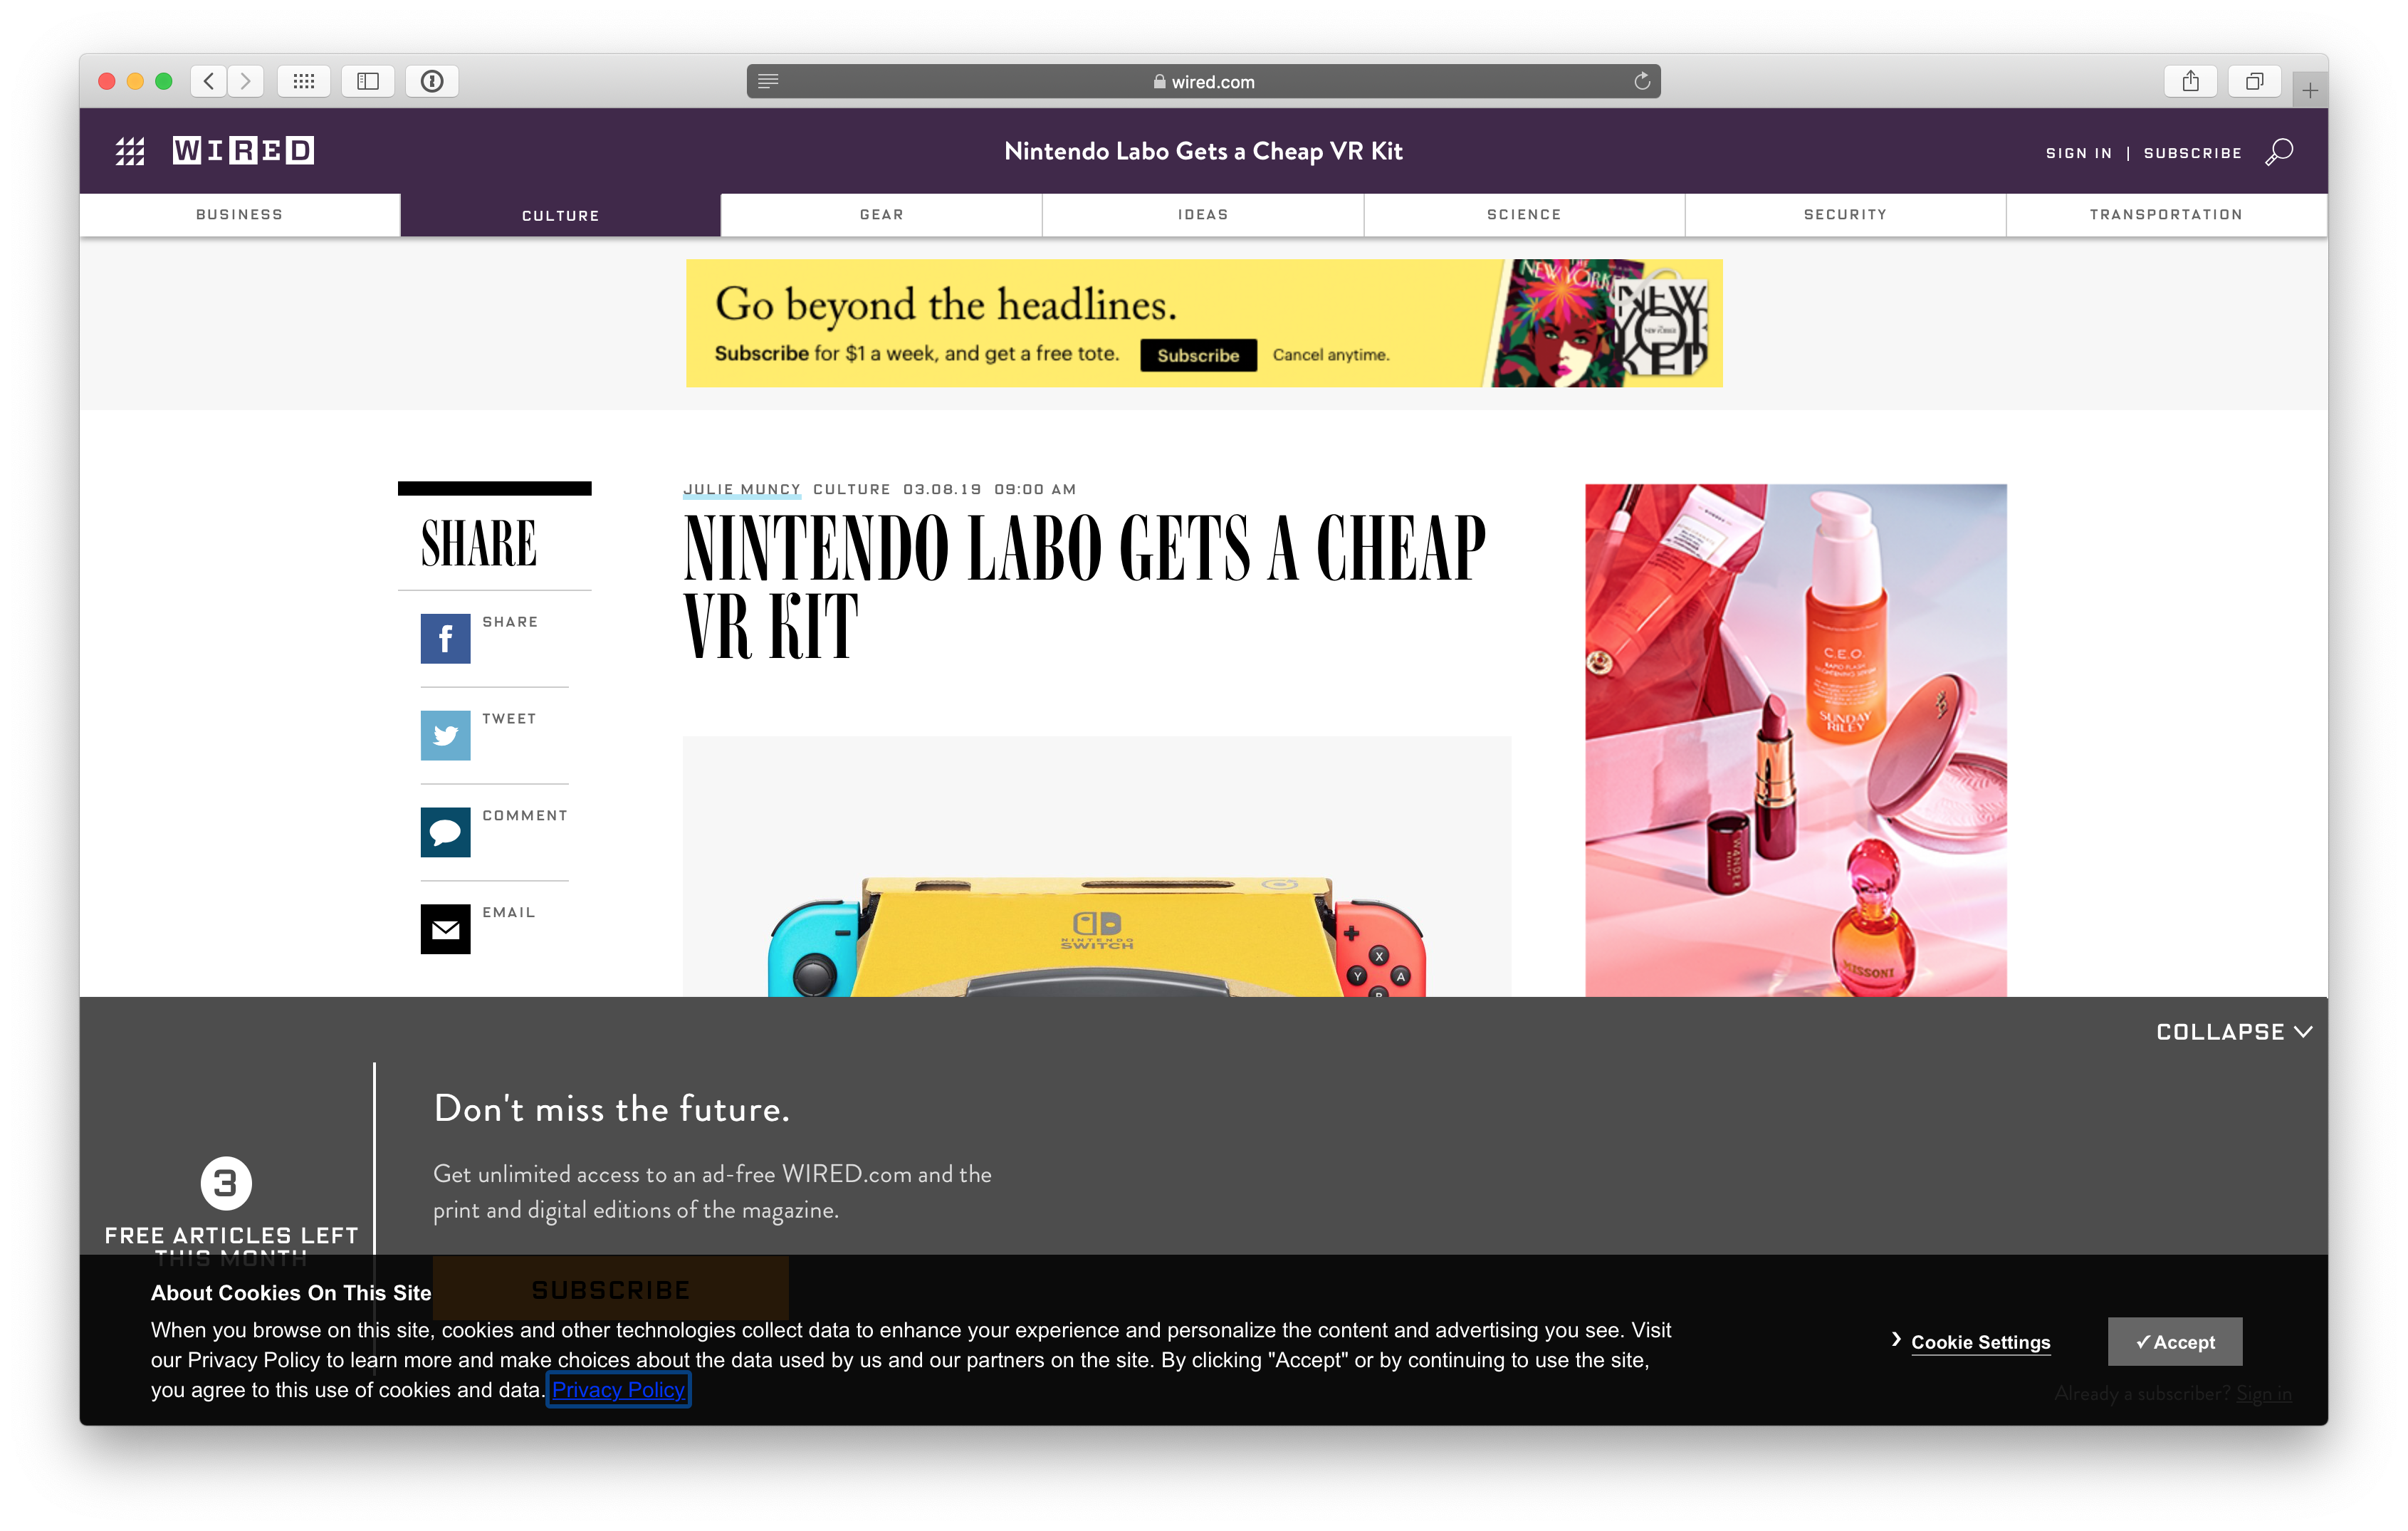 wired.com
WIRED
Nintendo Labo Gets a Cheap VR Kit
SIGN IN | SUBSCRIBE
BUSINESS
CULTURE
GEAR
IDEAS
SCIENCE
SECURITY
TRANSPORTATION
Go beyond the headlines.
Subscribe for $1 a week, and get a free tote.
Subscribe
Cancel anytime.
NEW YORKER
NEW
YORKER
SHARE
SHARE
TWEET
COMMENT
EMAIL
JULIE MUNCY CULTURE 03.08.19 09:00 AM
NINTENDO LABO GETS A CHEAP
VR KIT
NINTENDO
SWITCH
X
Y
A
B
C.E.O.
SUNDAY
RILEY
WANDER
MISSONI
COLLAPSE
3
FREE ARTICLES LEFT
THIS MONTH
Don't miss the future.
Get unlimited access to an ad-free WIRED.com and the
print and digital editions of the magazine.
SUBSCRIBE
About Cookies On This Site
When you browse on this site, cookies and other technologies collect data to enhance your experience and personalize the content and advertising you see. Visit
our Privacy Policy to learn more and make choices about the data used by us and our partners on the site. By clicking "Accept" or by continuing to use the site,
you agree to this use of cookies and data. Privacy Policy
Cookie Settings
✓ Accept
Already a subscriber? Sign in